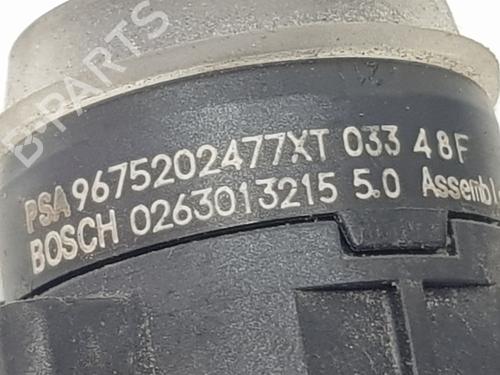 B-PARTS
PSA 9675202477XT 033 48F
BOSCH 0263013215 5.0 Assembl